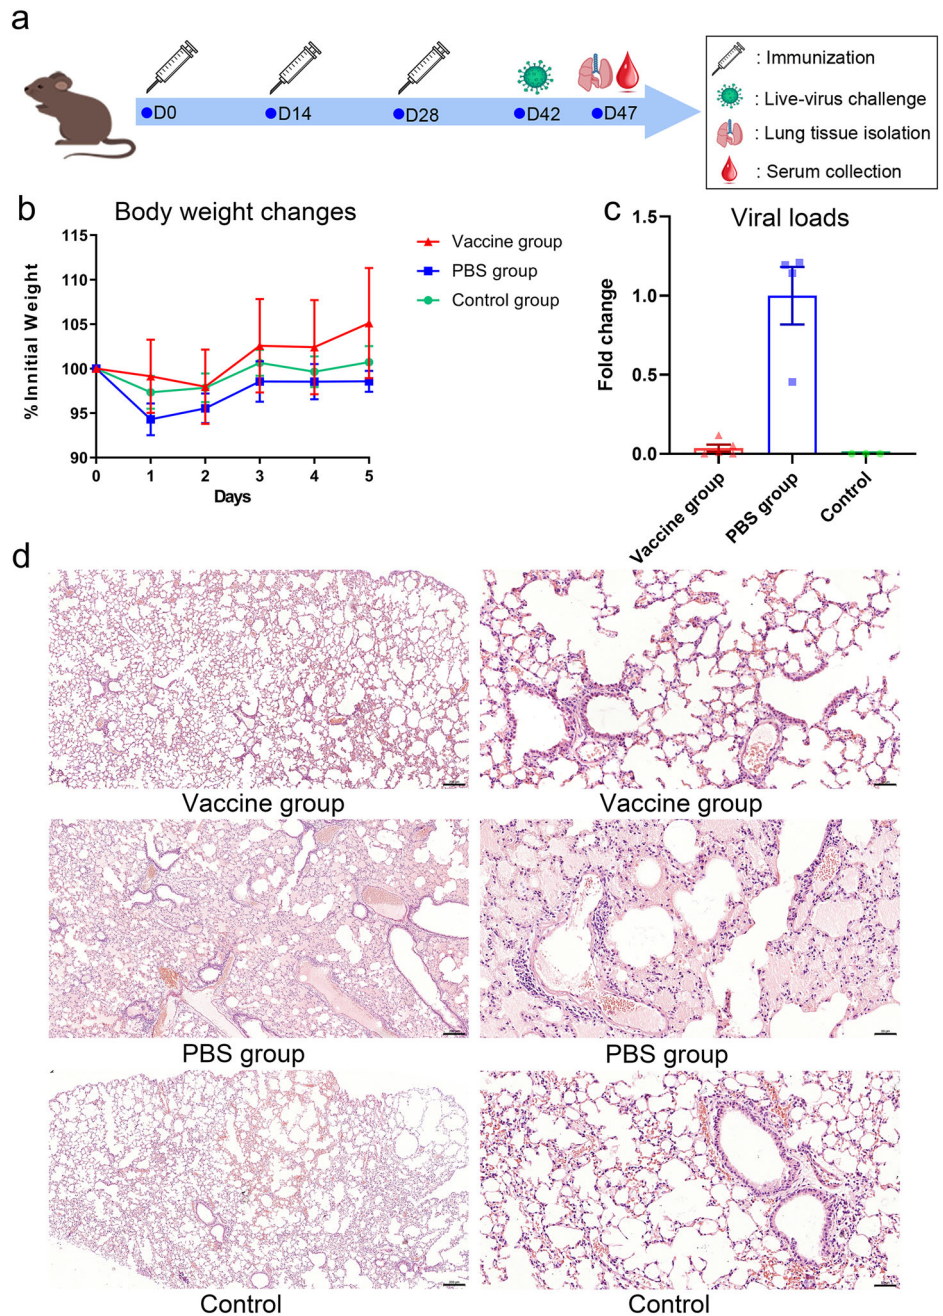 a
D0
D14
D28
D42
D47
: Immunization
: Live-virus challenge
: Lung tissue isolation
: Serum collection
b
Body weight changes
115
110
105
100
95
90
% Innitial Weight
0
1
2
3
4
5
Days
Vaccine group
PBS group
Control group
c
Viral loads
1.5
1.0
0.5
0.0
Fold change
Vaccine group
PBS group
Control
d
Vaccine group
Vaccine group
PBS group
PBS group
Control
Control